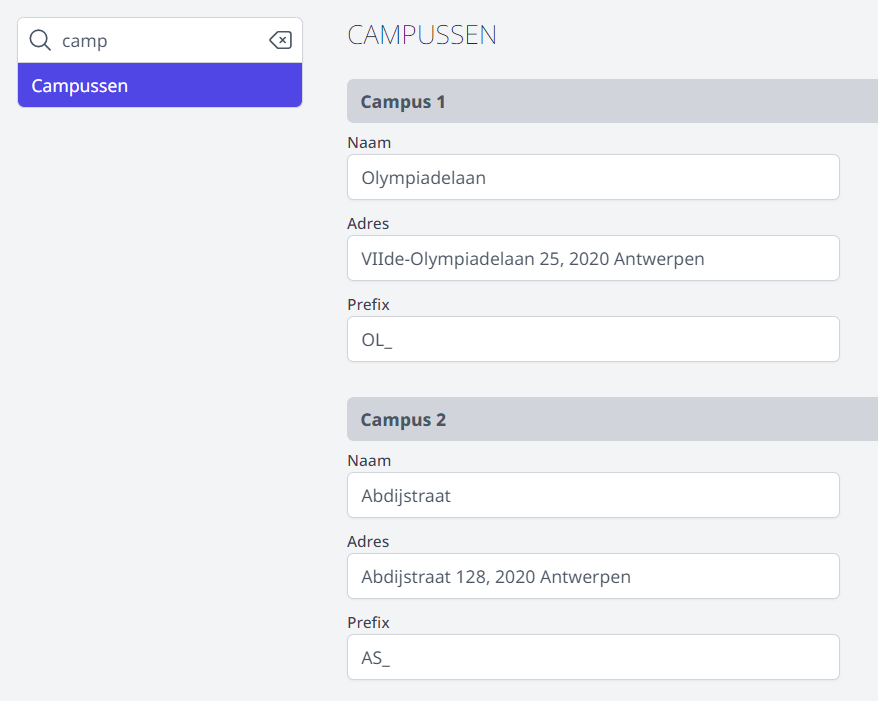 camp
Campussen
CAMPUSSEN
Campus 1
Naam
Olympiadelaan
Adres
VIIde-Olympiadelaan 25, 2020 Antwerpen
Prefix
OL_
Campus 2
Naam
Abdijstraat
Adres
Abdijstraat 128, 2020 Antwerpen
Prefix
AS_